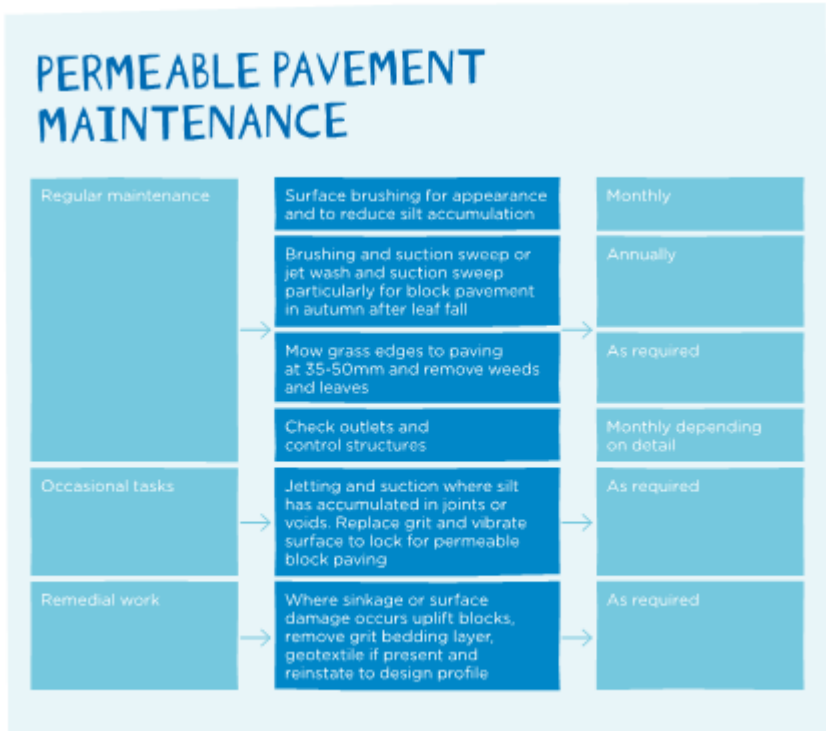 PERMEABLE PAVEMENT
MAINTENANCE
Regular maintenance
Surface brushing for appearance
and to reduce silt accumulation
Monthly
Brushing and suction sweep or
jet wash and suction sweep
particularly for block pavement
in autumn after leaf fall
Annually
Mow grass edges to paving
at 35-50mm and remove weeds
and leaves
As required
Check outlets and
control structures
Monthly depending
on detail
Occasional tasks
Jetting and suction where silt
has accumulated in joints or
voids. Replace grit and vibrate
surface to lock for permeable
block paving
As required
Remedial work
Where sinkage or surface
damage occurs uplift blocks,
remove grit bedding layer,
geotextile if present and
reinstate to design profile
As required